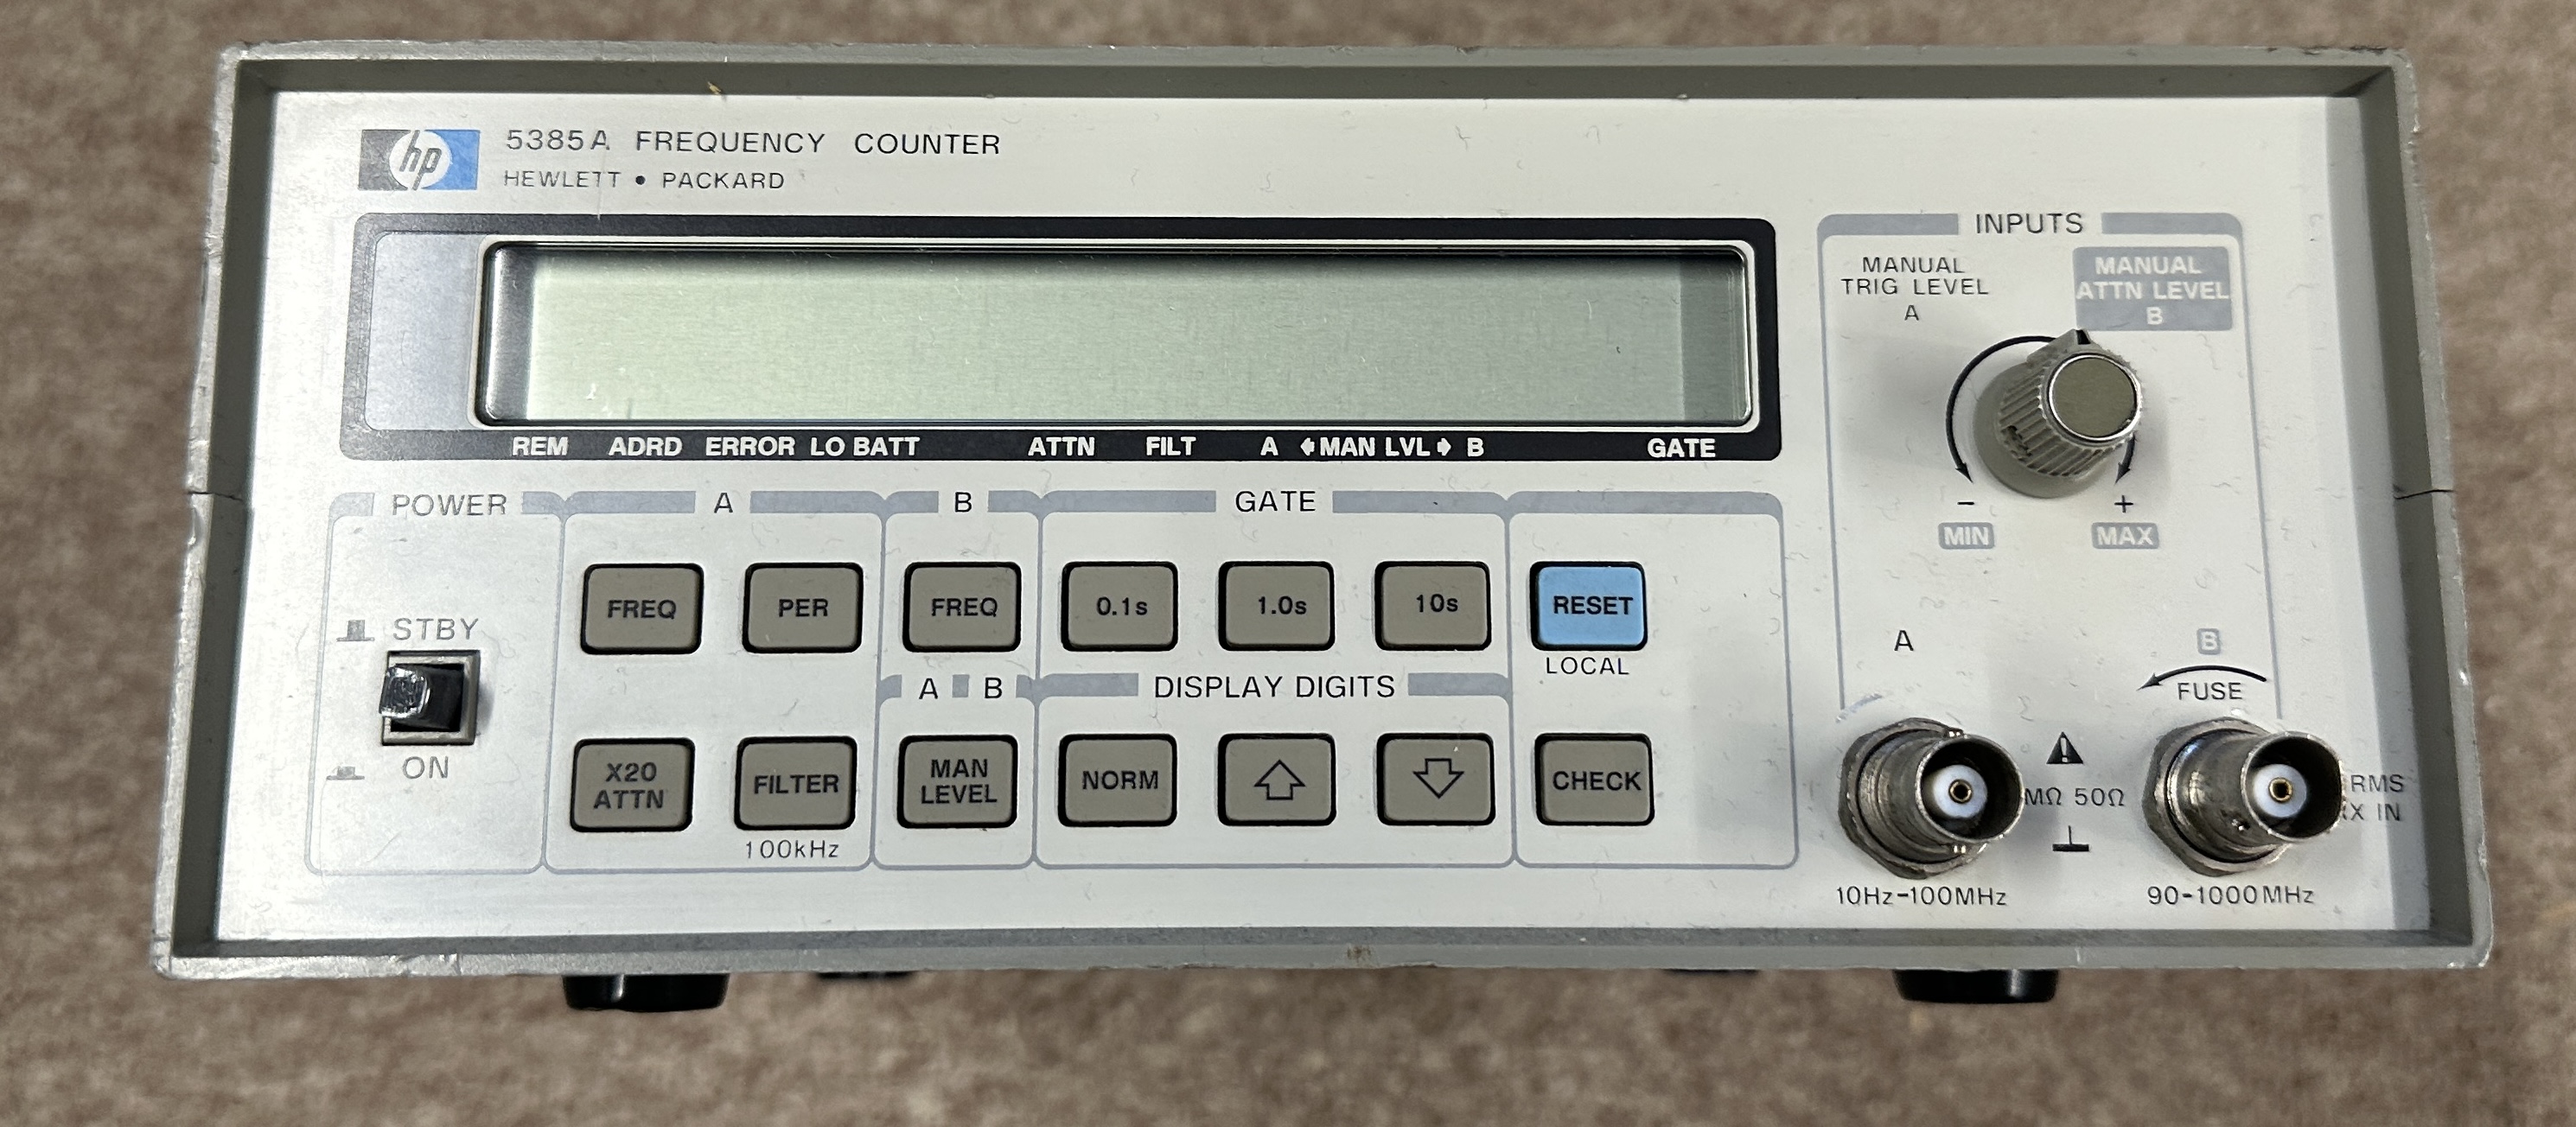 hp
5385A FREQUENCY COUNTER
HEWLETT • PACKARD
INPUTS
MANUAL
TRIG LEVEL
A
MANUAL
ATTN LEVEL
B
REM ADRD ERROR LO BATT ATTN FILT A MAN LVL B GATE
- +
MIN MAX
POWER A B GATE
FREQ PER FREQ 0.1s 1.0s 10s RESET
LOCAL
STBY
ON
A B DISPLAY DIGITS
X20
ATTN
FILTER
100kHz
MAN
LEVEL
NORM
CHECK
A B
FUSE
MΩ 50Ω
RMS
IN
10Hz-100MHz 90-1000MHz